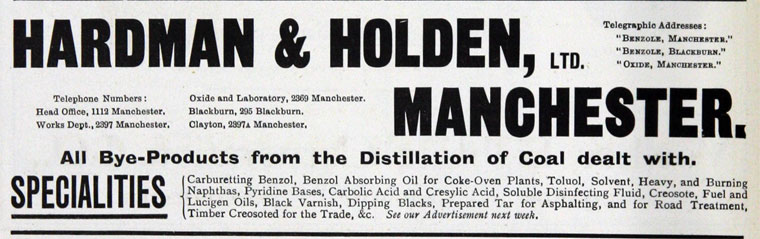 HARDMAN & HOLDEN, LTD.
Telegraphic Addresses:
"BENZOLE, MANCHESTER."
"BENZOLE, BLACKBURN."
"OXIDE, MANCHESTER."
Telephone Numbers:
Head Office, 1112 Manchester.
Works Dept., 2397 Manchester.
Oxide and Laboratory, 2369 Manchester.
Blackburn, 295 Blackburn.
Clayton, 2397A Manchester.
MANCHESTER.
All Bye-Products from the Distillation of Coal dealt with.
SPECIALITIES
Carburetting Benzol, Benzol Absorbing Oil for Coke-Oven Plants, Toluol, Solvent, Heavy, and Burning
Naphthas, Pyridine Bases, Carbolic Acid and Cresylic Acid, Soluble Disinfecting Fluid, Creosote, Fuel and
Lucigen Oils, Black Varnish, Dipping Blacks, Prepared Tar for Asphalting, and for Road Treatment,
Timber Creosoted for the Trade, &c. See our Advertisement next week.